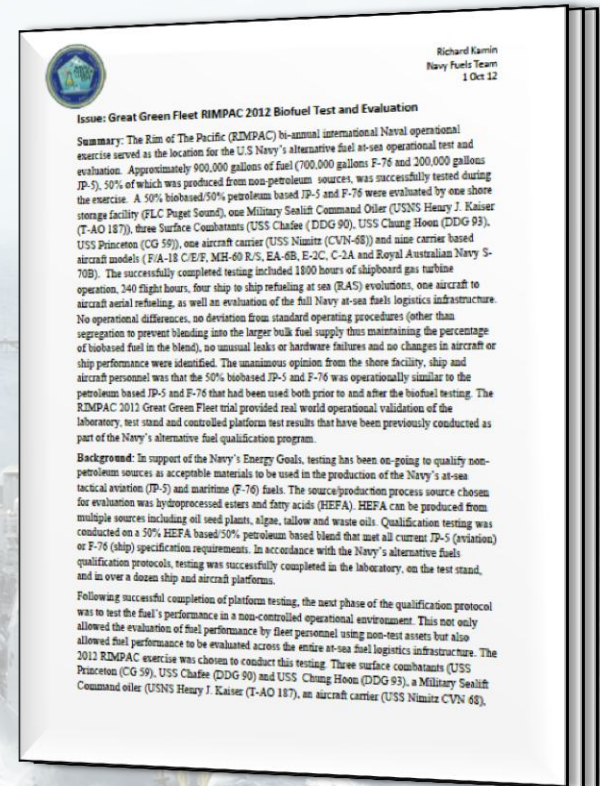 Richard Kamin
Navy Fuels Team
1 Oct 12
Issue: Great Green Fleet RIMPAC 2012 Biofuel Test and Evaluation
Summary: The Rim of The Pacific (RIMPAC) bi-annual international Naval operational
exercise served as the location for the U.S Navy's alternative fuel at-sea operational test and
evaluation. Approximately 900,000 gallons of fuel (700,000 gallons F-76 and 200,000 gallons
JP-5), 50% of which was produced from non-petroleum sources, was successfully tested during
the exercise. A 50% biobased/50% petroleum based JP-5 and F-76 were evaluated by one shore
storage facility (FLC Puget Sound), one Military Sealift Command Oiler (USNS Henry J. Kaiser
(T-AO 187)), three Surface Combatants (USS Chafee (DDG 90), USS Chung Hoon (DDG 93),
USS Princeton (CG 59)), one aircraft carrier (USS Nimitz (CVN-68)) and nine carrier based
aircraft models (F/A-18 C/E/F, MH-60 R/S, EA-6B, E-2C, C-2A and Royal Australian Navy S-
70B). The successfully completed testing included 1800 hours of shipboard gas turbine
operation, 240 flight hours, four ship to ship refueling at sea (RAS) evolutions, one aircraft to
aircraft aerial refueling, as well an evaluation of the full Navy at-sea fuels logistics infrastructure.
No operational differences, no deviation from standard operating procedures (other than
segregation to prevent blending into the larger bulk fuel supply thus maintaining the percentage
of biobased fuel in the blend), no unusual leaks or hardware failures and no changes in aircraft or
ship performance were identified. The unanimous opinion from the shore facility, ship and
aircraft personnel was that the 50% biobased JP-5 and F-76 was operationally similar to the
petroleum based JP-5 and F-76 that had been used both prior to and after the biofuel testing. The
RIMPAC 2012 Great Green Fleet trial provided real world operational validation of the
laboratory, test stand and controlled platform test results that have been previously conducted as
part of the Navy's alternative fuel qualification program.
Background: In support of the Navy's Energy Goals, testing has been on-going to qualify non-
petroleum sources as acceptable materials to be used in the production of the Navy's at-sea
tactical aviation (JP-5) and maritime (F-76) fuels. The source/production process source chosen
for evaluation was hydroprocessed esters and fatty acids (HEFA). HEFA can be produced from
multiple sources including oil seed plants, algae, tallow and waste oils. Qualification testing was
conducted on a 50% HEFA based/50% petroleum based blend that met all current JP-5 (aviation)
or F-76 (ship) specification requirements. In accordance with the Navy's alternative fuels
qualification protocols, testing was successfully completed in the laboratory, on the test stand,
and in over a dozen ship and aircraft platforms.
Following successful completion of platform testing, the next phase of the qualification protocol
was to test the fuel's performance in a non-controlled operational environment. This not only
allowed the evaluation of fuel performance by fleet personnel using non-test assets but also
allowed fuel performance to be evaluated across the entire at-sea fuel logistics infrastructure. The
2012 RIMPAC exercise was chosen to conduct this testing. Three surface combatants (USS
Princeton (CG 59), USS Chafee (DDG 90) and USS Chung Hoon (DDG 93), a Military Sealift
Command oiler (USNS Henry J. Kaiser (T-AO 187), an aircraft carrier (USS Nimitz CVN 68),